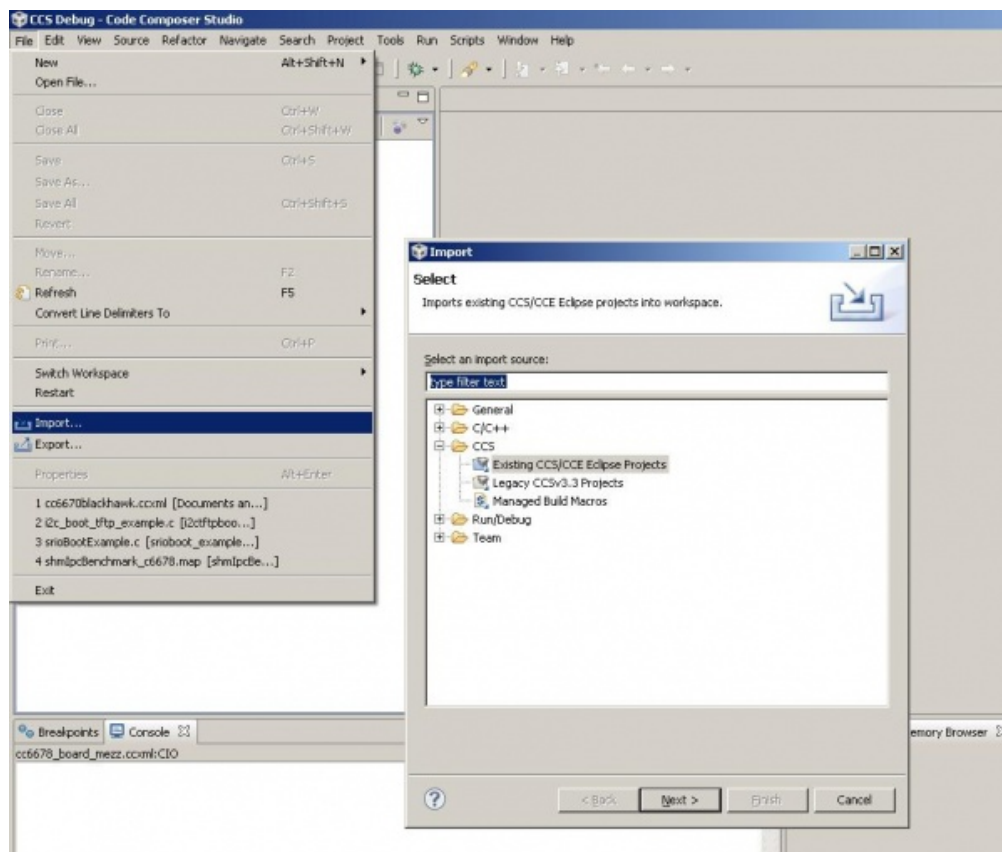 CCS Debug - Code Composer Studio
File Edit View Source Refactor Navigate Search Project Tools Run Scripts Window Help
New Alt+Shift+N
Open File...
Close Ctrl+W
Close All Ctrl+Shift+W
Save Ctrl+S
Save As...
Save All Ctrl+Shift+S
Revert
Move...
Rename... F2
Refresh F5
Convert Line Delimiters To
Print... Ctrl+P
Switch Workspace
Restart
Import...
Export...
Properties Alt+Enter
1 cc6670blackhawk.ccxml [Documents an...]
2 i2c_boot_tftp_example.c [i2ctftpboo...]
3 srioBootExample.c [srioboot_example...]
4 shmIpcBenchmark_c6678.map [shmIpcBe...]
Exit
Import
Select
Imports existing CCS/CCE Eclipse projects into workspace.
Select an import source:
type filter text
General
C/C++
CCS
Existing CCS/CCE Eclipse Projects
Legacy CCSv3.3 Projects
Managed Build Macros
Run/Debug
Team
< Back Next > Finish Cancel
Breakpoints Console
cc6678_board_mezz.ccxml:CIO
emory Browser